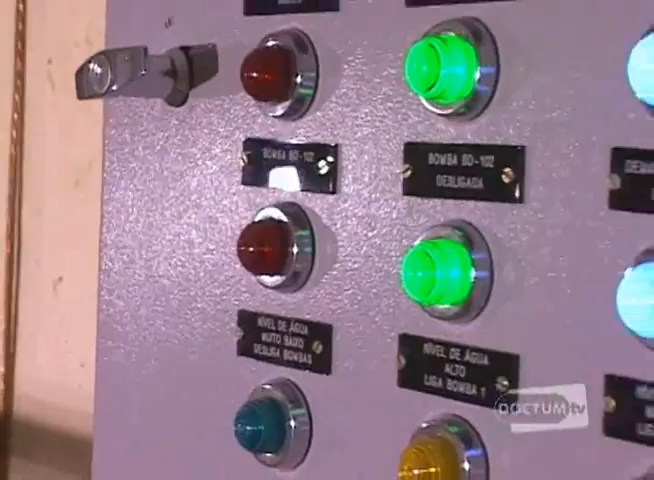 BOMBA BD-102
BOMBA BD-102
DESLIGADA
NÍVEL DE ÁGUA
MUITO BAIXO
DESLIGA BOMBAS
NÍVEL DE ÁGUA
ALTO
LIGA BOMBA 1
DOCTUM tv